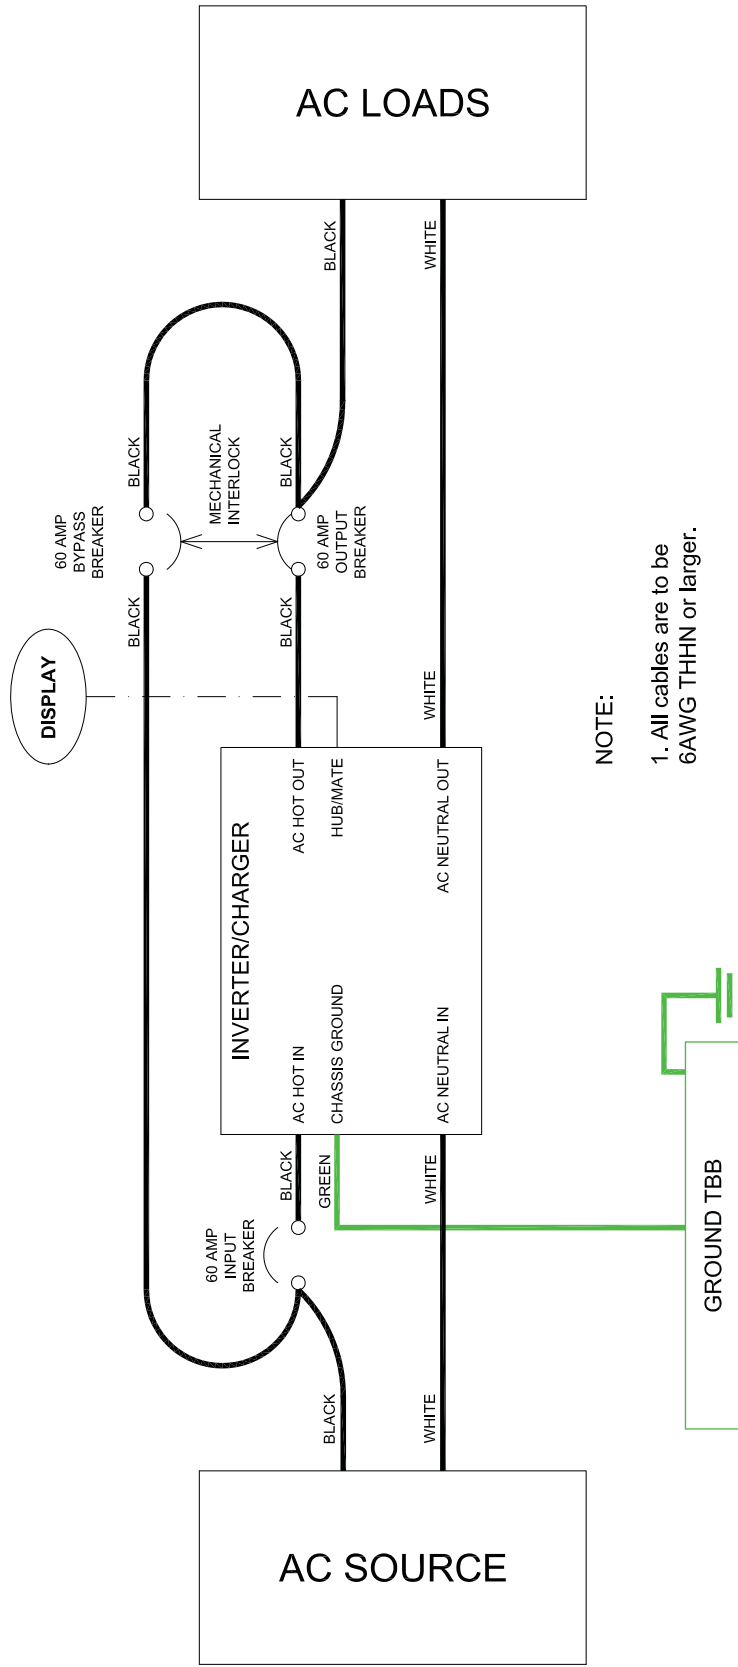 AC LOADS
BLACK
WHITE
BLACK
MECHANICAL
INTERLOCK
BLACK
60 AMP
BYPASS
BREAKER
60 AMP
OUTPUT
BREAKER
BLACK
BLACK
DISPLAY
WHITE
INVERTER/CHARGER
AC HOT OUT
HUB/MATE
AC NEUTRAL OUT
AC HOT IN
CHASSIS GROUND
AC NEUTRAL IN
BLACK
GREEN
WHITE
60 AMP
INPUT
BREAKER
BLACK
WHITE
AC SOURCE
NOTE:
1. All cables are to be
6AWG THHN or larger.
GROUND TBB